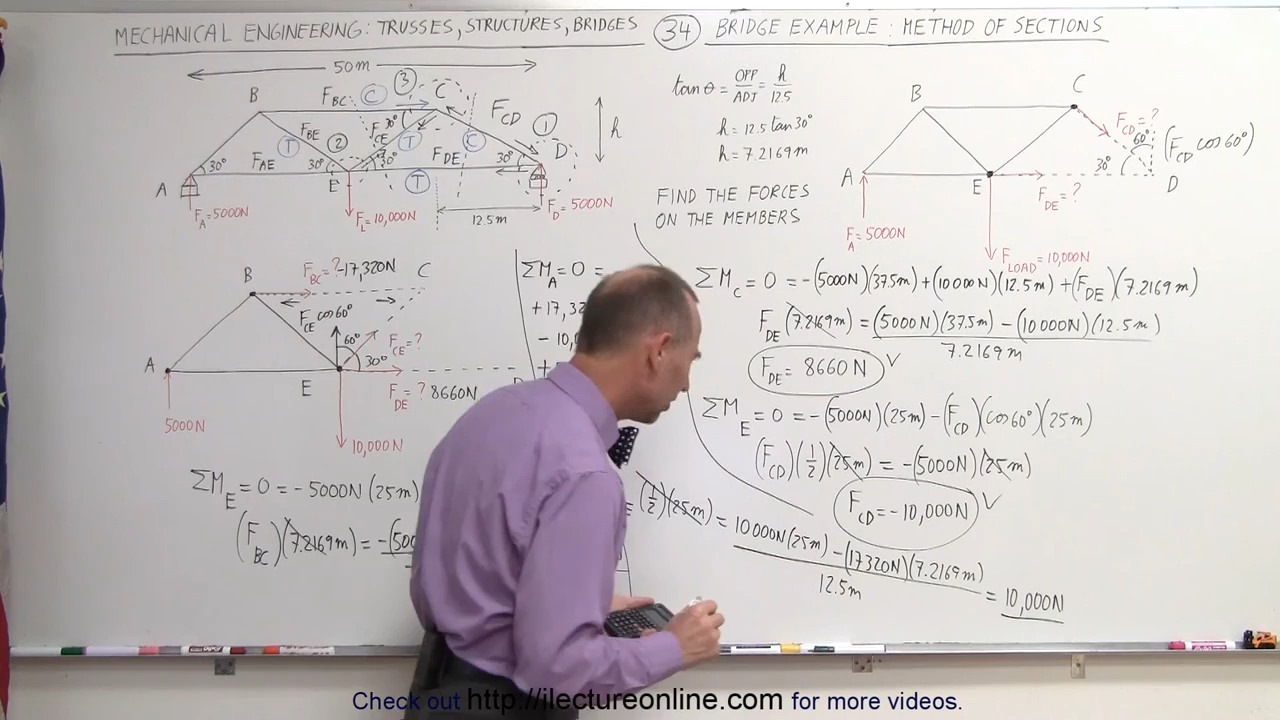 MECHANICAL ENGINEERING: TRUSSES, STRUCTURES, BRIDGES (34) BRIDGE EXAMPLE: METHOD OF SECTIONS
50m
B F_BC C → 3 C F_CD
F_BE T 2 F_CE 30° T C 1
A 30° F_AE 30° E 30° F_DE 30° D h
T
F_A = 5000N F_L = 10,000N 12.5m F_D = 5000N
tan θ = OPP/ADJ = h/12.5
h = 12.5 tan 30°
h = 7.2169m
FIND THE FORCES
ON THE MEMBERS
B C
F_CD = ?
60° (F_CD cos 60°)
30°
A E D
F_DE = ?
F_A = 5000N
F_LOAD = 10,000N
B F_BC = ? -17,320N C
F_CE cos 60°
60° F_CE = ?
30°
A E
F_DE = ? 8660N
5000N
10,000N
ΣM_E = 0 = -5000N (25m)
(F_BC)(7.2169m) = -(500
ΣM_A = 0 =
+17,32
-10,0
+
(1/2)(25m) = 10000N(25m) - (17320N)(7.2169m) / 12.5m = 10,000N
ΣM_C = 0 = -(5000N)(37.5m) + (10000N)(12.5m) + (F_DE)(7.2169m)
F_DE (7.2169m) = (5000N)(37.5m) - (10000N)(12.5m) / 7.2169m
F_DE = 8660N √
ΣM_E = 0 = -(5000N)(25m) - (F_CD)(cos 60°)(25m)
(F_CD)(1/2)(25m) = -(5000N)(25m)
F_CD = -10,000N √
Check out http://ilectureonline.com for more videos.